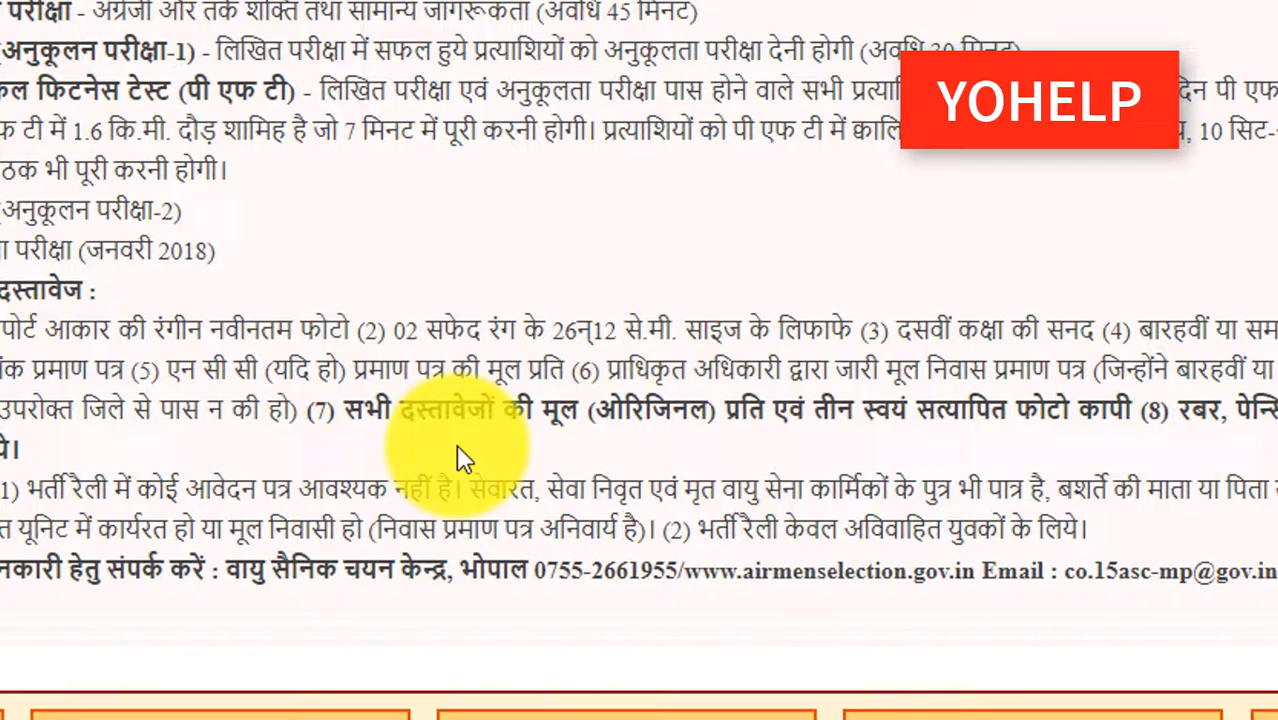 परीक्षा - अंग्रेजी और तर्क शक्ति तथा सामान्य जागरूकता (अवधि 45 मिनट)
(अनुकूलन परीक्षा-1) - लिखित परीक्षा में सफल हुये प्रत्याशियों को अनुकूलता परीक्षा देनी होगी (अवधि 30 मिनट)
YOHELP
कल फिटनेस टेस्ट (पी एफ टी) - लिखित परीक्षा एवं अनुकूलता परीक्षा पास होने वाले सभी दिन पी एफ
फ टी में 1.6 कि.मी. दौड़ शामिह है जो 7 मिनट में पूरी करनी होगी। प्रत्याशियों को पी एफ टी में 10 सिट-
ठक भी पूरी करनी होगी।
(अनुकूलन परीक्षा-2)
परीक्षा (जनवरी 2018)
दस्तावेज :
पोर्ट आकार की रंगीन नवीनतम फोटो (2) 02 सफेद रंग के 26न्12 से.मी. साइज के लिफाफे (3) दसवीं कक्षा की सनद (4) बारहवीं या सम
ंक प्रमाण पत्र (5) एन सी सी (यदि हो) प्रमाण पत्र की मूल प्रति (6) प्राधिकृत अधिकारी द्वारा जारी मूल निवास प्रमाण पत्र (जिन्होंने बारहवीं या
उपरोक्त जिले से पास न की हो) (7) सभी दस्तावेजों की मूल (ओरिजिनल) प्रति एवं तीन स्वयं सत्यापित फोटो कापी (8) रबर, पेन्सि
ये।
1) भर्ती रैली में कोई आवेदन पत्र आवश्यक नहीं है। सेवारत, सेवा निवृत एवं मृत वायु सेना कार्मिकों के पुत्र भी पात्र है, बशर्ते की माता या पिता
त यूनिट में कार्यरत हो या मूल निवासी हो (निवास प्रमाण पत्र अनिवार्य है)। (2) भर्ती रैली केवल अविवाहित युवकों के लिये।
नकारी हेतु संपर्क करें : वायु सैनिक चयन केन्द्र, भोपाल 0755-2661955/www.airmenselection.gov.in Email : co.15asc-mp@gov.in